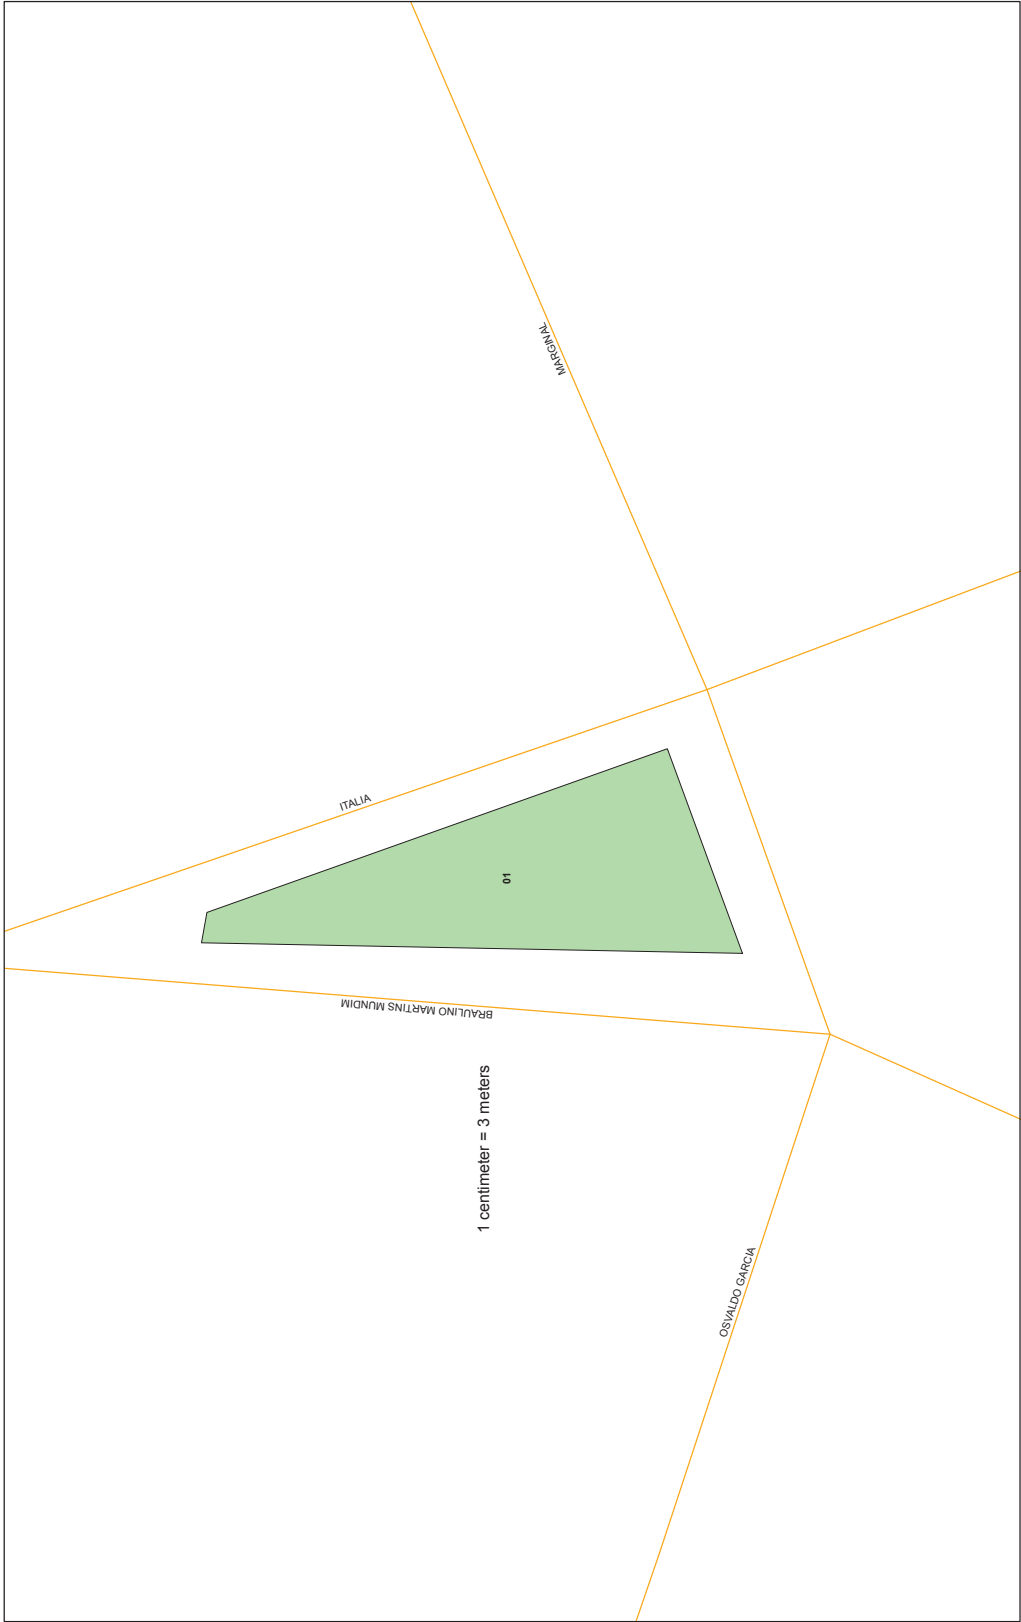 MARGINAL
ITALIA
01
BRAULINO MARTINS MUNDIM
1 centimeter = 3 meters
OSVALDO GARCIA